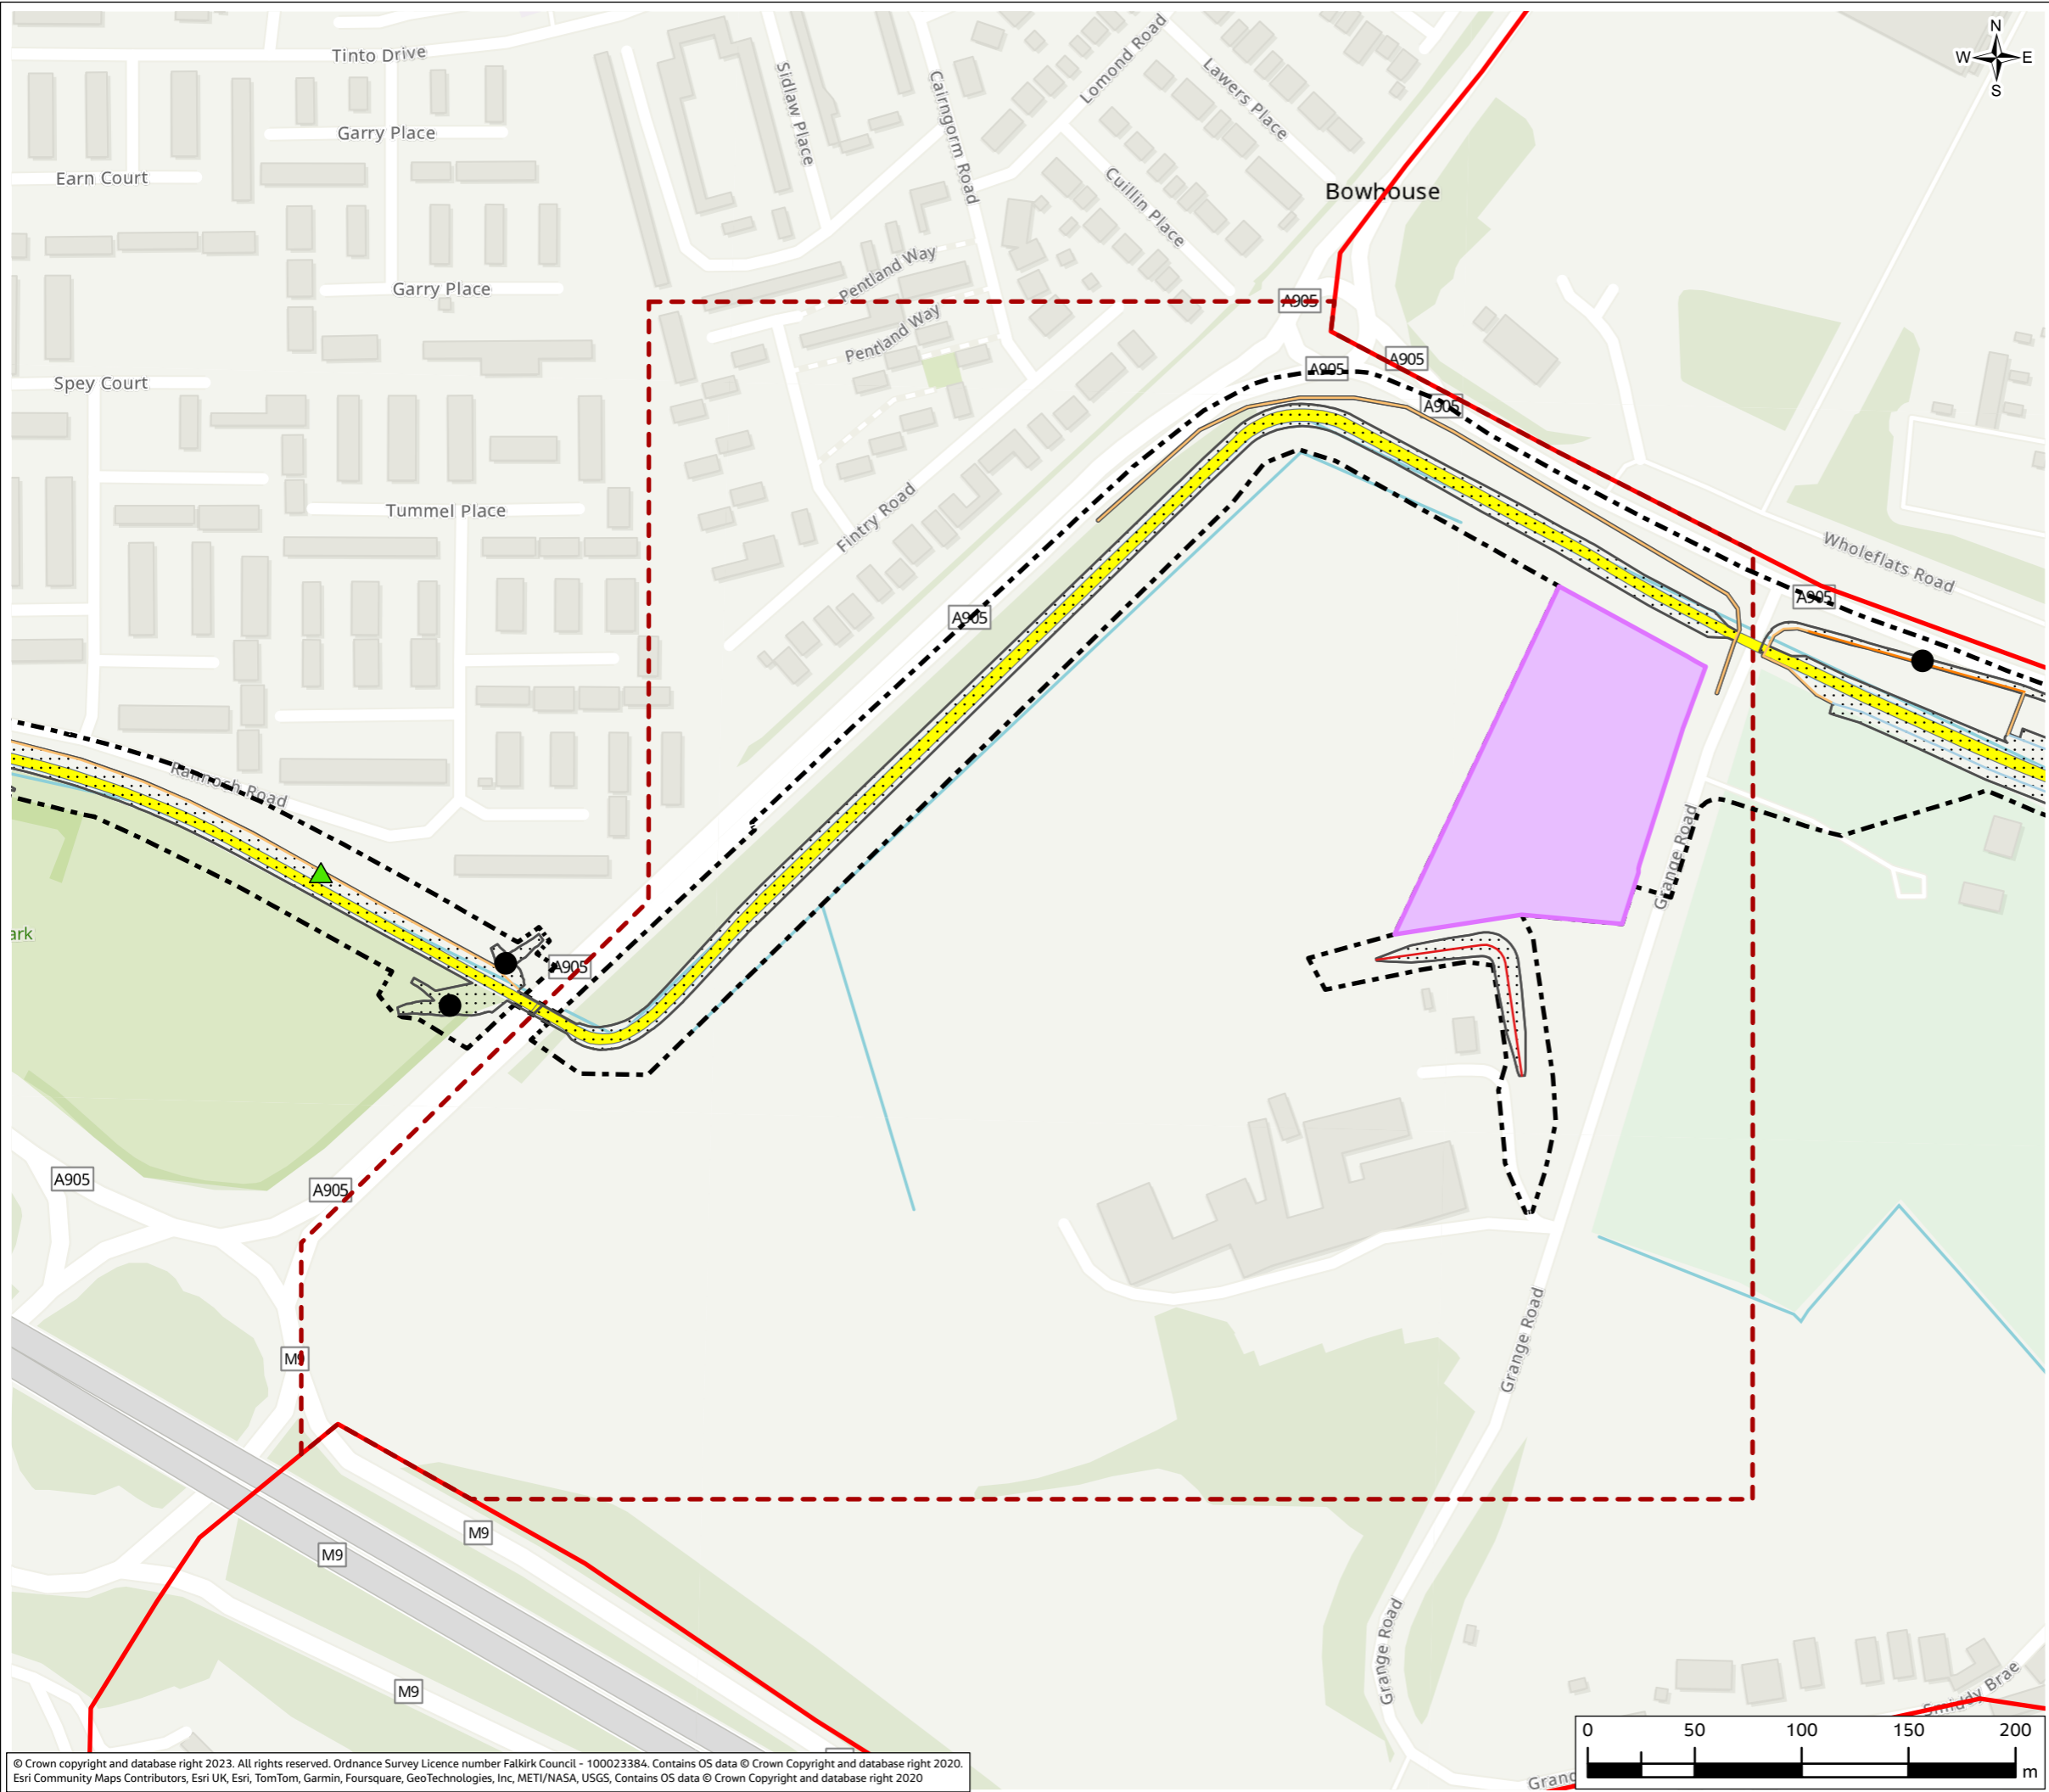 Tinto Drive
Garry Place
Earn Court
Garry Place
Spey Court
Tummel Place
Rannoch Road
Sidlaw Place
Cairngorm Road
Lomond Road
Lawers Place
Cuillin Place
Pentland Way
Pentland Way
Fintry Road
Bowhouse
N
W
E
S
A905
A905
A905
A905
A905
A905
A905
A905
A905
Wholeflats Road
Grange Road
ark
M9
M9
M9
M9
Grange Road
Grange Road
Smiddy Brae
0 50 100 150 200
m
© Crown copyright and database right 2023. All rights reserved. Ordnance Survey Licence number Falkirk Council - 100023384. Contains OS data © Crown Copyright and database right 2020.
Esri Community Maps Contributors, Esri UK, Esri, TomTom, Garmin, Foursquare, GeoTechnologies, Inc, METI/NASA, USGS, Contains OS data © Crown Copyright and database right 2020